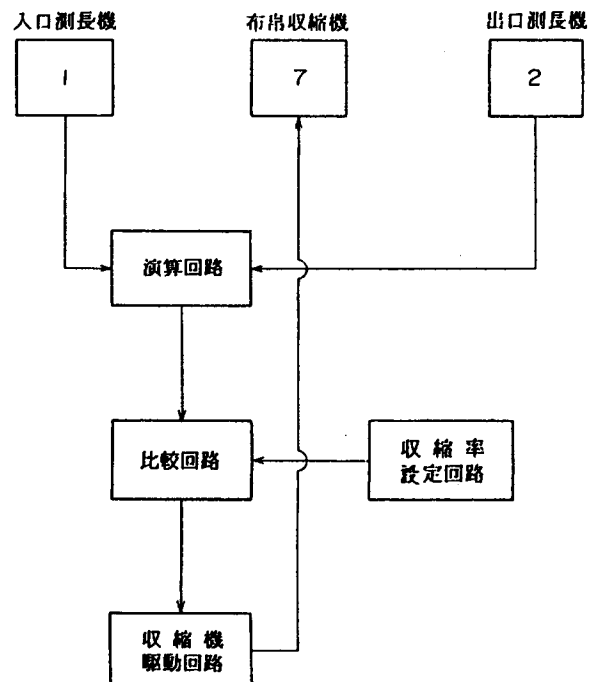 入口測長機
布帛収縮機
出口測長機
1
7
2
演算回路
比較回路
収縮率
設定回路
収縮機
駆動回路